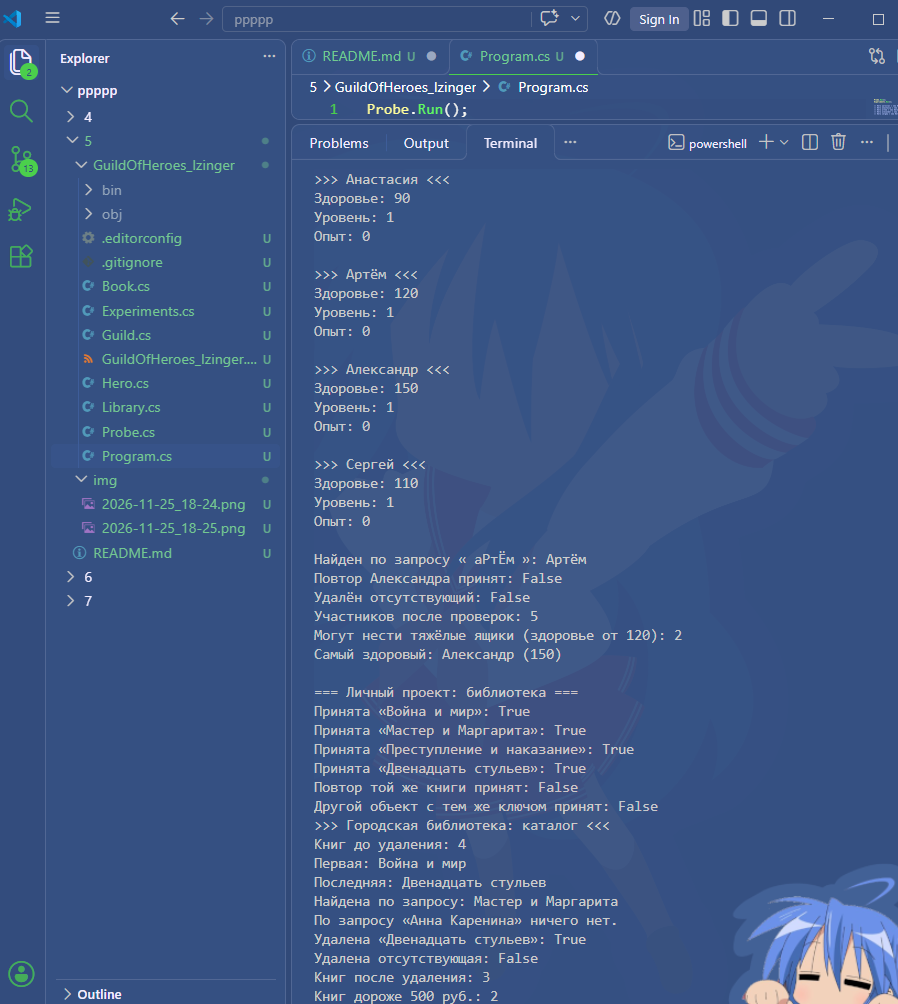 ppppp
Sign In
Explorer
ppppp
4
5
GuildOfHeroes_Izinger
bin
obj
.editorconfig U
.gitignore U
Book.cs U
Experiments.cs U
Guild.cs U
GuildOfHeroes_Izinger.... U
Hero.cs U
Library.cs U
Probe.cs U
Program.cs U
img
2026-11-25_18-24.png U
2026-11-25_18-25.png U
README.md U
6
7
Outline
2
13
README.md U
Program.cs U
5 > GuildOfHeroes_Izinger > Program.cs
1 Probe.Run();
Problems Output Terminal ... powershell
>>> Анастасия <<<
Здоровье: 90
Уровень: 1
Опыт: 0
>>> Артём <<<
Здоровье: 120
Уровень: 1
Опыт: 0
>>> Александр <<<
Здоровье: 150
Уровень: 1
Опыт: 0
>>> Сергей <<<
Здоровье: 110
Уровень: 1
Опыт: 0
Найден по запросу « аРтЁм »: Артём
Повтор Александра принят: False
Удалён отсутствующий: False
Участников после проверок: 5
Могут нести тяжёлые ящики (здоровье от 120): 2
Самый здоровый: Александр (150)
=== Личный проект: библиотека ===
Принята «Война и мир»: True
Принята «Мастер и Маргарита»: True
Принята «Преступление и наказание»: True
Принята «Двенадцать стульев»: True
Повтор той же книги принят: False
Другой объект с тем же ключом принят: False
>>> Городская библиотека: каталог <<<
Книг до удаления: 4
Первая: Война и мир
Последняя: Двенадцать стульев
Найдена по запросу: Мастер и Маргарита
По запросу «Анна Каренина» ничего нет.
Удалена «Двенадцать стульев»: True
Удалена отсутствующая: False
Книг после удаления: 3
Книг дороже 500 руб.: 2